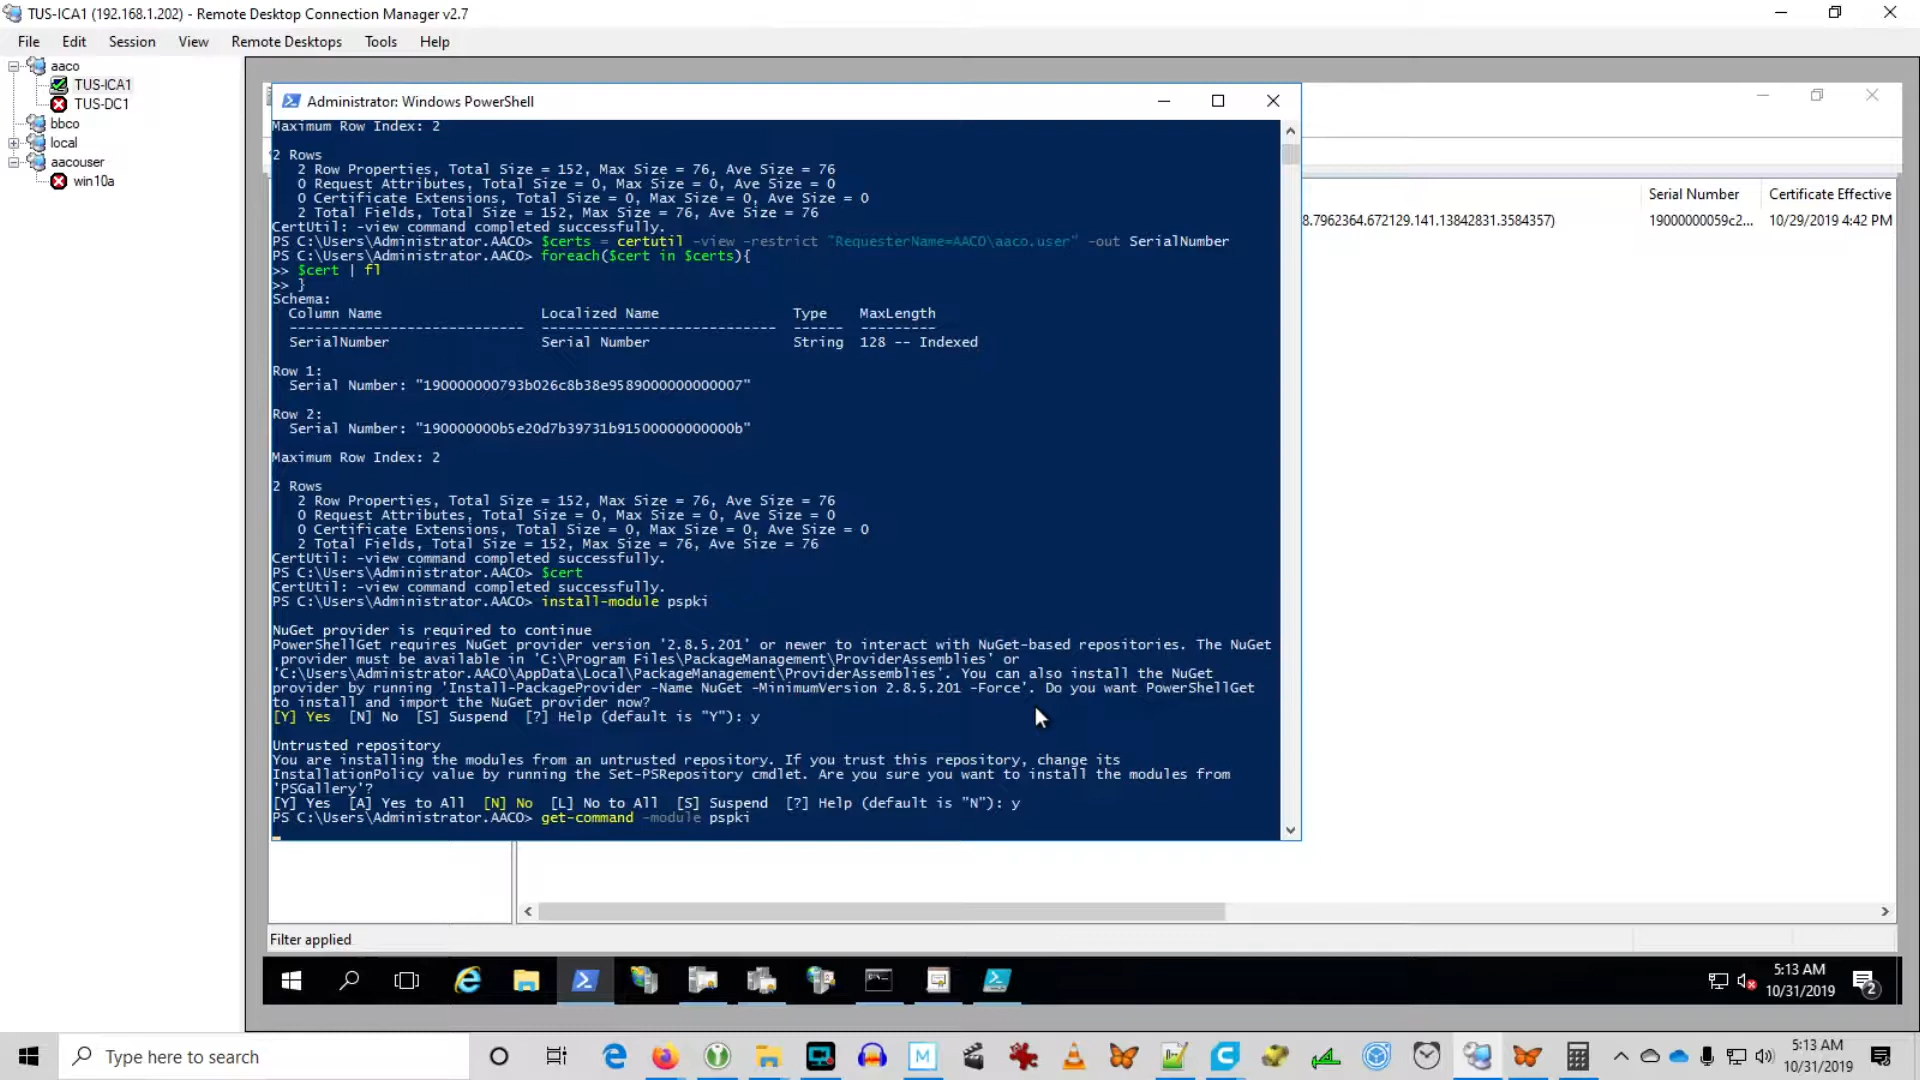 TUS-ICA1 (192.168.1.202) - Remote Desktop Connection Manager v2.7
File Edit Session View Remote Desktops Tools Help
aaco
TUS-ICA1
TUS-DC1
bbco
local
aacouser
win10a
Administrator: Windows PowerShell
Maximum Row Index: 2
2 Rows
2 Row Properties, Total Size = 152, Max Size = 76, Ave Size = 76
0 Request Attributes, Total Size = 0, Max Size = 0, Ave Size = 0
0 Certificate Extensions, Total Size = 0, Max Size = 0, Ave Size = 0
2 Total Fields, Total Size = 152, Max Size = 76, Ave Size = 76
CertUtil: -view command completed successfully.
PS C:\Users\Administrator.AACO> $certs = certutil -view -restrict "RequesterName=AACO\aaco.user" -out SerialNumber
PS C:\Users\Administrator.AACO> foreach($cert in $certs){
>> $cert | fl
>> }
Schema:
Column Name Localized Name Type MaxLength
---------------------------- ---------------------------- ------ ---------
SerialNumber Serial Number String 128 -- Indexed
Row 1:
Serial Number: "190000000793b026c8b38e9589000000000007"
Row 2:
Serial Number: "190000000b5e20d7b39731b91500000000000b"
Maximum Row Index: 2
2 Rows
2 Row Properties, Total Size = 152, Max Size = 76, Ave Size = 76
0 Request Attributes, Total Size = 0, Max Size = 0, Ave Size = 0
0 Certificate Extensions, Total Size = 0, Max Size = 0, Ave Size = 0
2 Total Fields, Total Size = 152, Max Size = 76, Ave Size = 76
CertUtil: -view command completed successfully.
PS C:\Users\Administrator.AACO> $cert
CertUtil: -view command completed successfully.
PS C:\Users\Administrator.AACO> install-module pspki
NuGet provider is required to continue
PowerShellGet requires NuGet provider version '2.8.5.201' or newer to interact with NuGet-based repositories. The NuGet
provider must be available in 'C:\Program Files\PackageManagement\ProviderAssemblies' or
'C:\Users\Administrator.AACO\AppData\Local\PackageManagement\ProviderAssemblies'. You can also install the NuGet
provider by running 'Install-PackageProvider -Name NuGet -MinimumVersion 2.8.5.201 -Force'. Do you want PowerShellGet
to install and import the NuGet provider now?
[Y] Yes [N] No [S] Suspend [?] Help (default is "Y"): y
Untrusted repository
You are installing the modules from an untrusted repository. If you trust this repository, change its
InstallationPolicy value by running the Set-PSRepository cmdlet. Are you sure you want to install the modules from
'PSGallery'?
[Y] Yes [A] Yes to All [N] No [L] No to All [S] Suspend [?] Help (default is "N"): y
PS C:\Users\Administrator.AACO> get-command -module pspki
Serial Number Certificate Effective
8.7962364.672129.141.13842831.3584357) 19000000059c2... 10/29/2019 4:42 PM
Filter applied
5:13 AM
10/31/2019
2
Type here to search
M
5:13 AM
10/31/2019